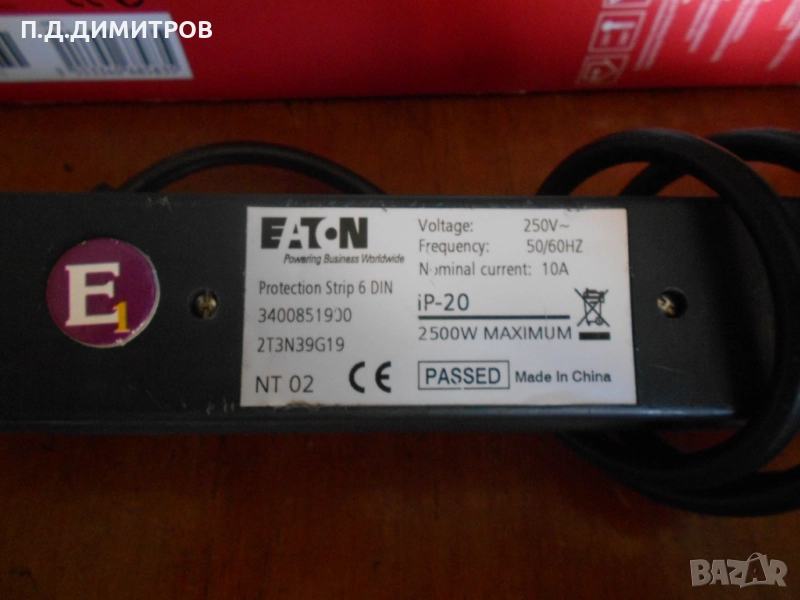 П.Д.ДИМИТРОВ
E1
EATON
Powering Business Worldwide
Protection Strip 6 DIN
3400851900
2T3N39G19
NT 02
CE
Voltage: 250V~
Frequency: 50/60HZ
Nominal current: 10A
iP-20
2500W MAXIMUM
PASSED Made In China
BAZAR